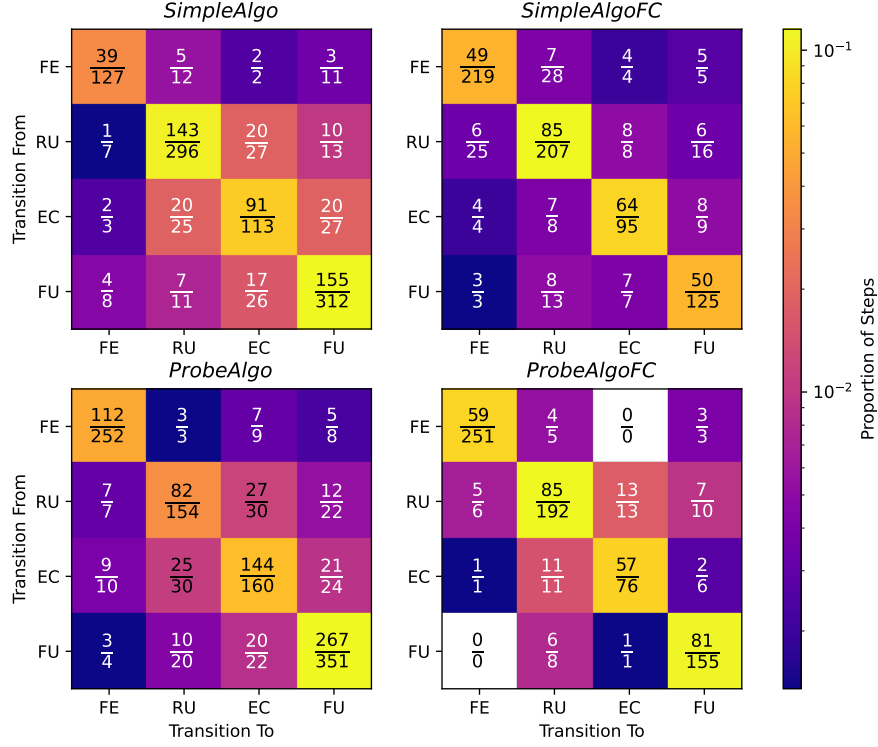 SimpleAlgo SimpleAlgoFC
FE 39/127 5/12 2/2 3/11 FE 49/219 7/28 4/4 5/5
RU 1/7 143/296 20/27 10/13 RU 6/25 85/207 8/8 6/16
EC 2/3 20/25 91/113 20/27 EC 4/4 7/8 64/95 8/9
FU 4/8 7/11 17/26 155/312 FU 3/3 8/13 7/7 50/125
FE RU EC FU FE RU EC FU
Transition From
ProbeAlgo ProbeAlgoFC
FE 112/252 3/3 7/9 5/8 FE 59/251 4/5 0/0 3/3
RU 7/7 82/154 27/30 12/22 RU 5/6 85/192 13/13 7/10
EC 9/10 25/30 144/160 21/24 EC 1/1 11/11 57/76 2/6
FU 3/4 10/20 20/22 267/351 FU 0/0 6/8 1/1 81/155
FE RU EC FU FE RU EC FU
Transition From
Transition To Transition To
10⁻¹
10⁻²
Proportion of Steps